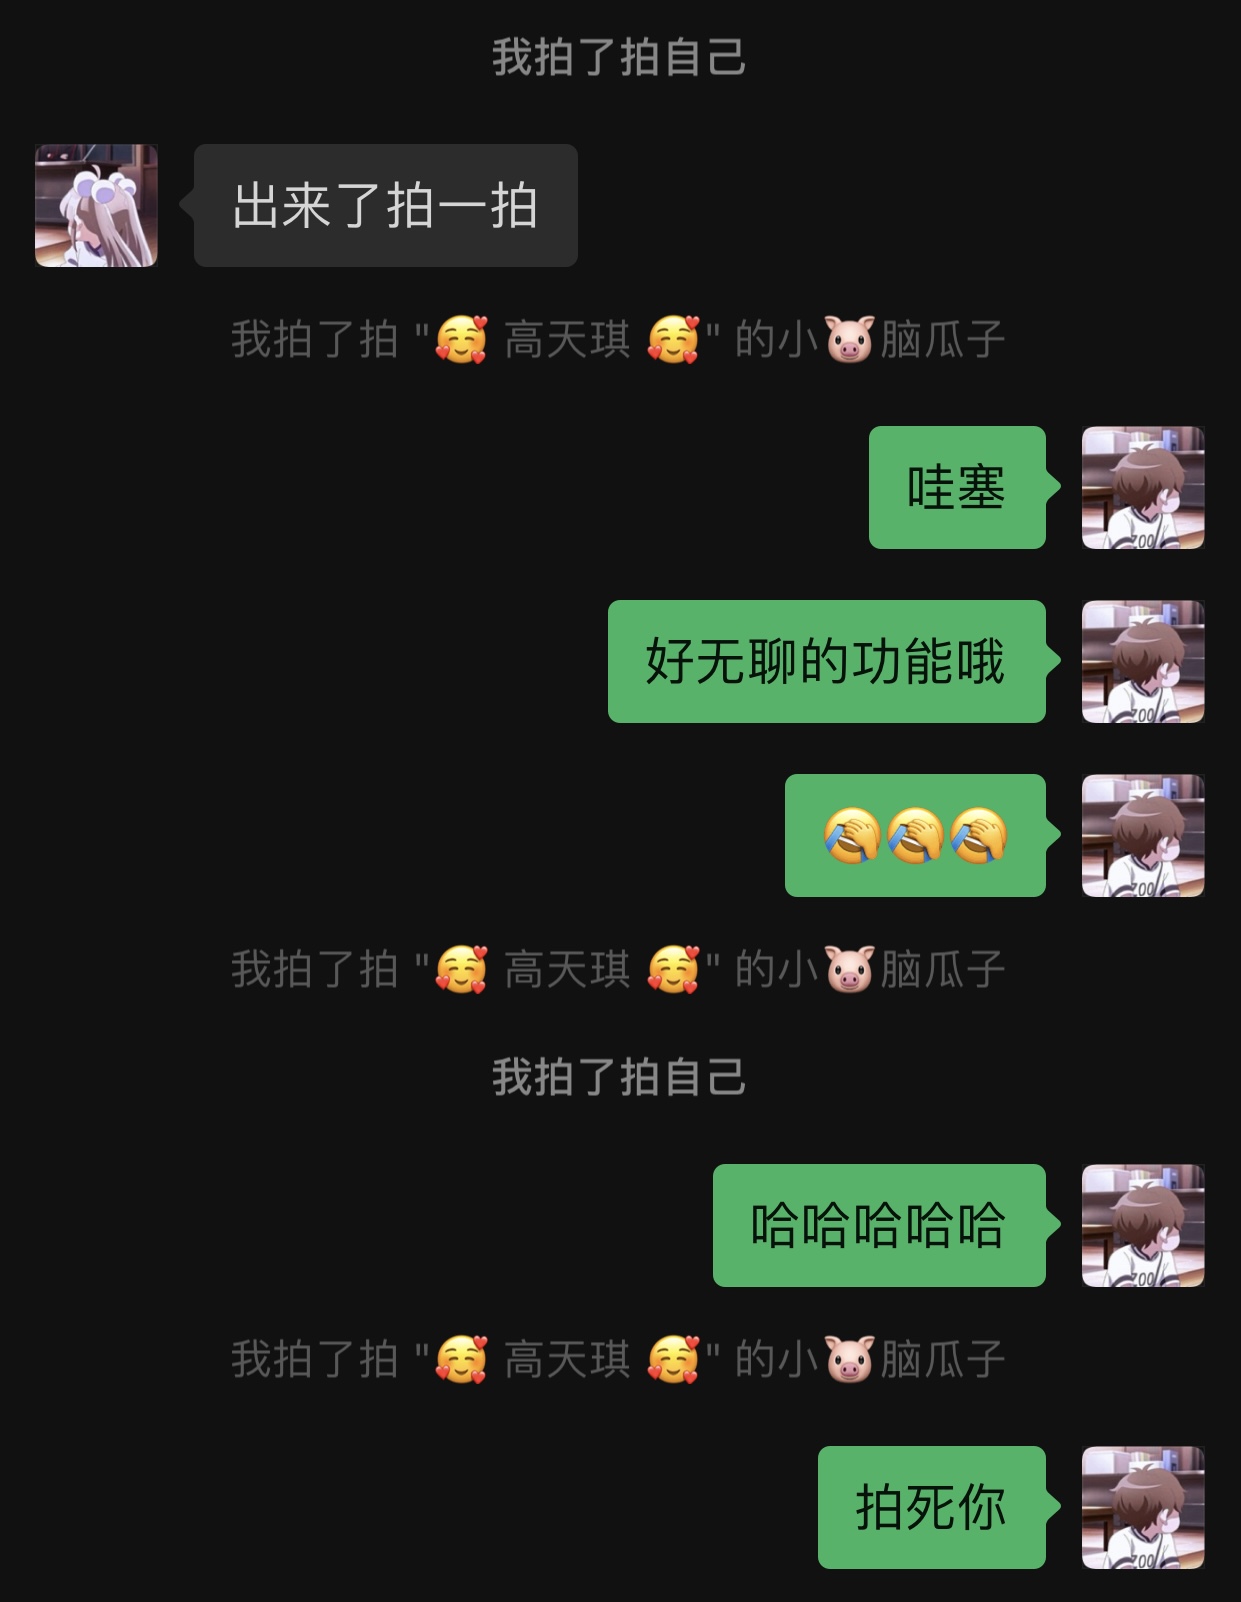 我拍了拍自己
出来了拍一拍
我拍了拍 "🥰 高天琪 🥰" 的小🐷脑瓜子
哇塞
好无聊的功能哦
🤣🤦🤣🤦🤣🤦
我拍了拍 "🥰 高天琪 🥰" 的小🐷脑瓜子
我拍了拍自己
哈哈哈哈哈
我拍了拍 "🥰 高天琪 🥰" 的小🐷脑瓜子
拍死你